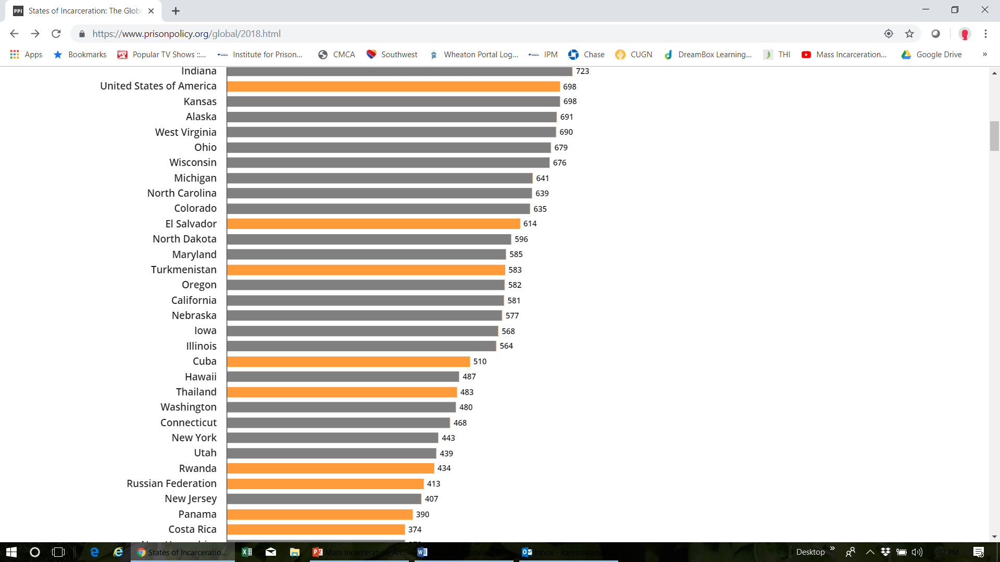 PPI States of Incarceration: The Glob
https://www.prisonpolicy.org/global/2018.html
Apps Bookmarks Popular TV Shows ::... Institute for Prison... CMCA Southwest Wheaton Portal Log... IPM Chase CUGN DreamBox Learning... THI Mass Incarceration... Google Drive »
Indiana 723
United States of America 698
Kansas 698
Alaska 691
West Virginia 690
Ohio 679
Wisconsin 676
Michigan 641
North Carolina 639
Colorado 635
El Salvador 614
North Dakota 596
Maryland 585
Turkmenistan 583
Oregon 582
California 581
Nebraska 577
Iowa 568
Illinois 564
Cuba 510
Hawaii 487
Thailand 483
Washington 480
Connecticut 468
New York 443
Utah 439
Rwanda 434
Russian Federation 413
New Jersey 407
Panama 390
Costa Rica 374
States of Incarceratio... Mass Incarceration_An... Inbox - karen.swans... Desktop » 5:02 PM